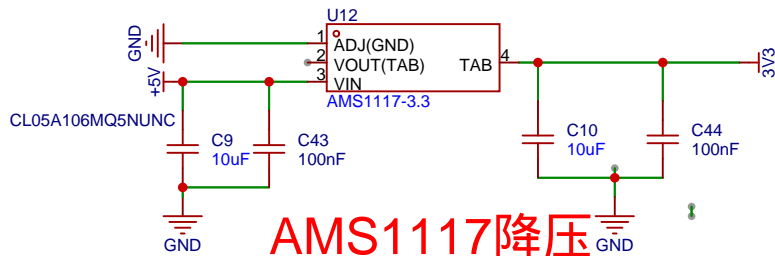 U12
GND
1
ADJ(GND)
2
VOUT(TAB)
TAB
4
3
VIN
+5V
3V3
AMS1117-3.3
CL05A106MQ5NUNC
C9
10uF
C43
100nF
C10
10uF
C44
100nF
GND
AMS1117降压
GND